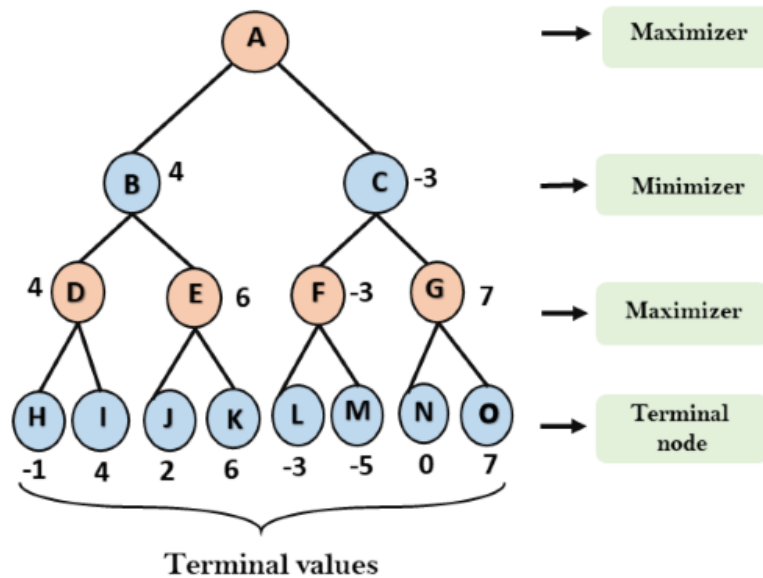 A
Maximizer
B
4
C
-3
Minimizer
4
D
E
6
F
-3
G
7
Maximizer
H
I
J
K
L
M
N
O
Terminal
node
-1
4
2
6
-3
-5
0
7
Terminal values